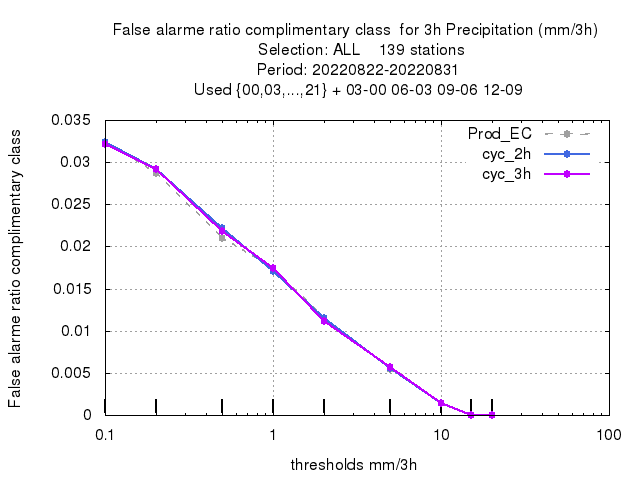 False alarme ratio complimentary class  for 3h Precipitation (mm/3h)
Selection: ALL    139 stations
Period: 20220822-20220831
Used {00,03,...,21} + 03-00 06-03 09-06 12-09
Prod_EC
cyc_2h
cyc_3h
False alarme ratio complimentary class
0.035
0.03
0.025
0.02
0.015
0.01
0.005
0
0.1 1 10 100
thresholds mm/3h